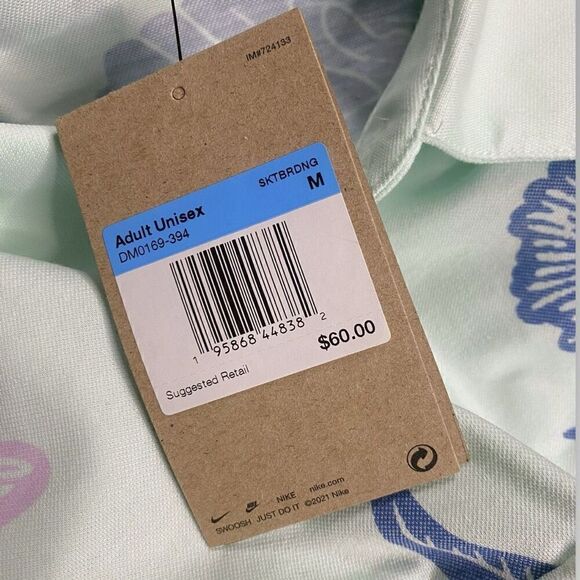 IM#724133
SKTBRDNG
Adult Unisex M
DM0169-394
1 95868 44838 2
$60.00
Suggested Retail
NIKE nike.com
SWOOSH JUST DO IT ©2021 Nike